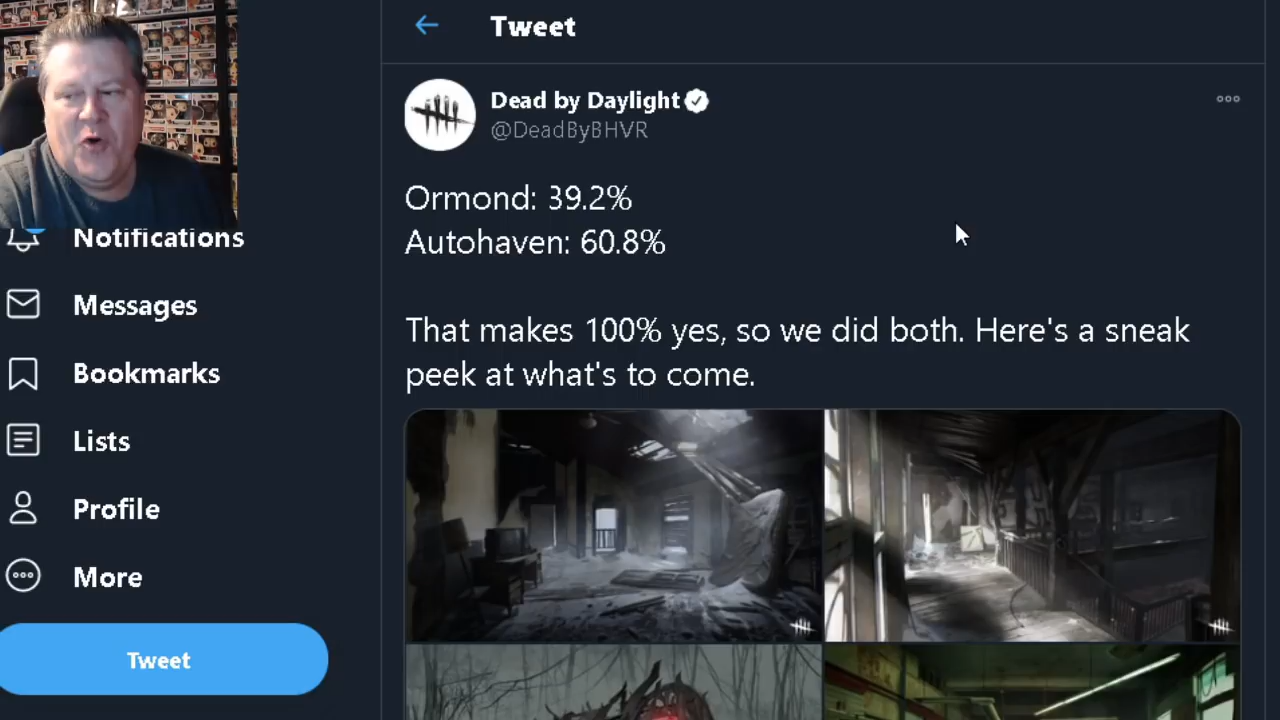 Tweet
Dead by Daylight
@DeadByBHVR
Ormond: 39.2%
Autohaven: 60.8%
That makes 100% yes, so we did both. Here's a sneak
peek at what's to come.
Notifications
Messages
Bookmarks
Lists
Profile
More
Tweet